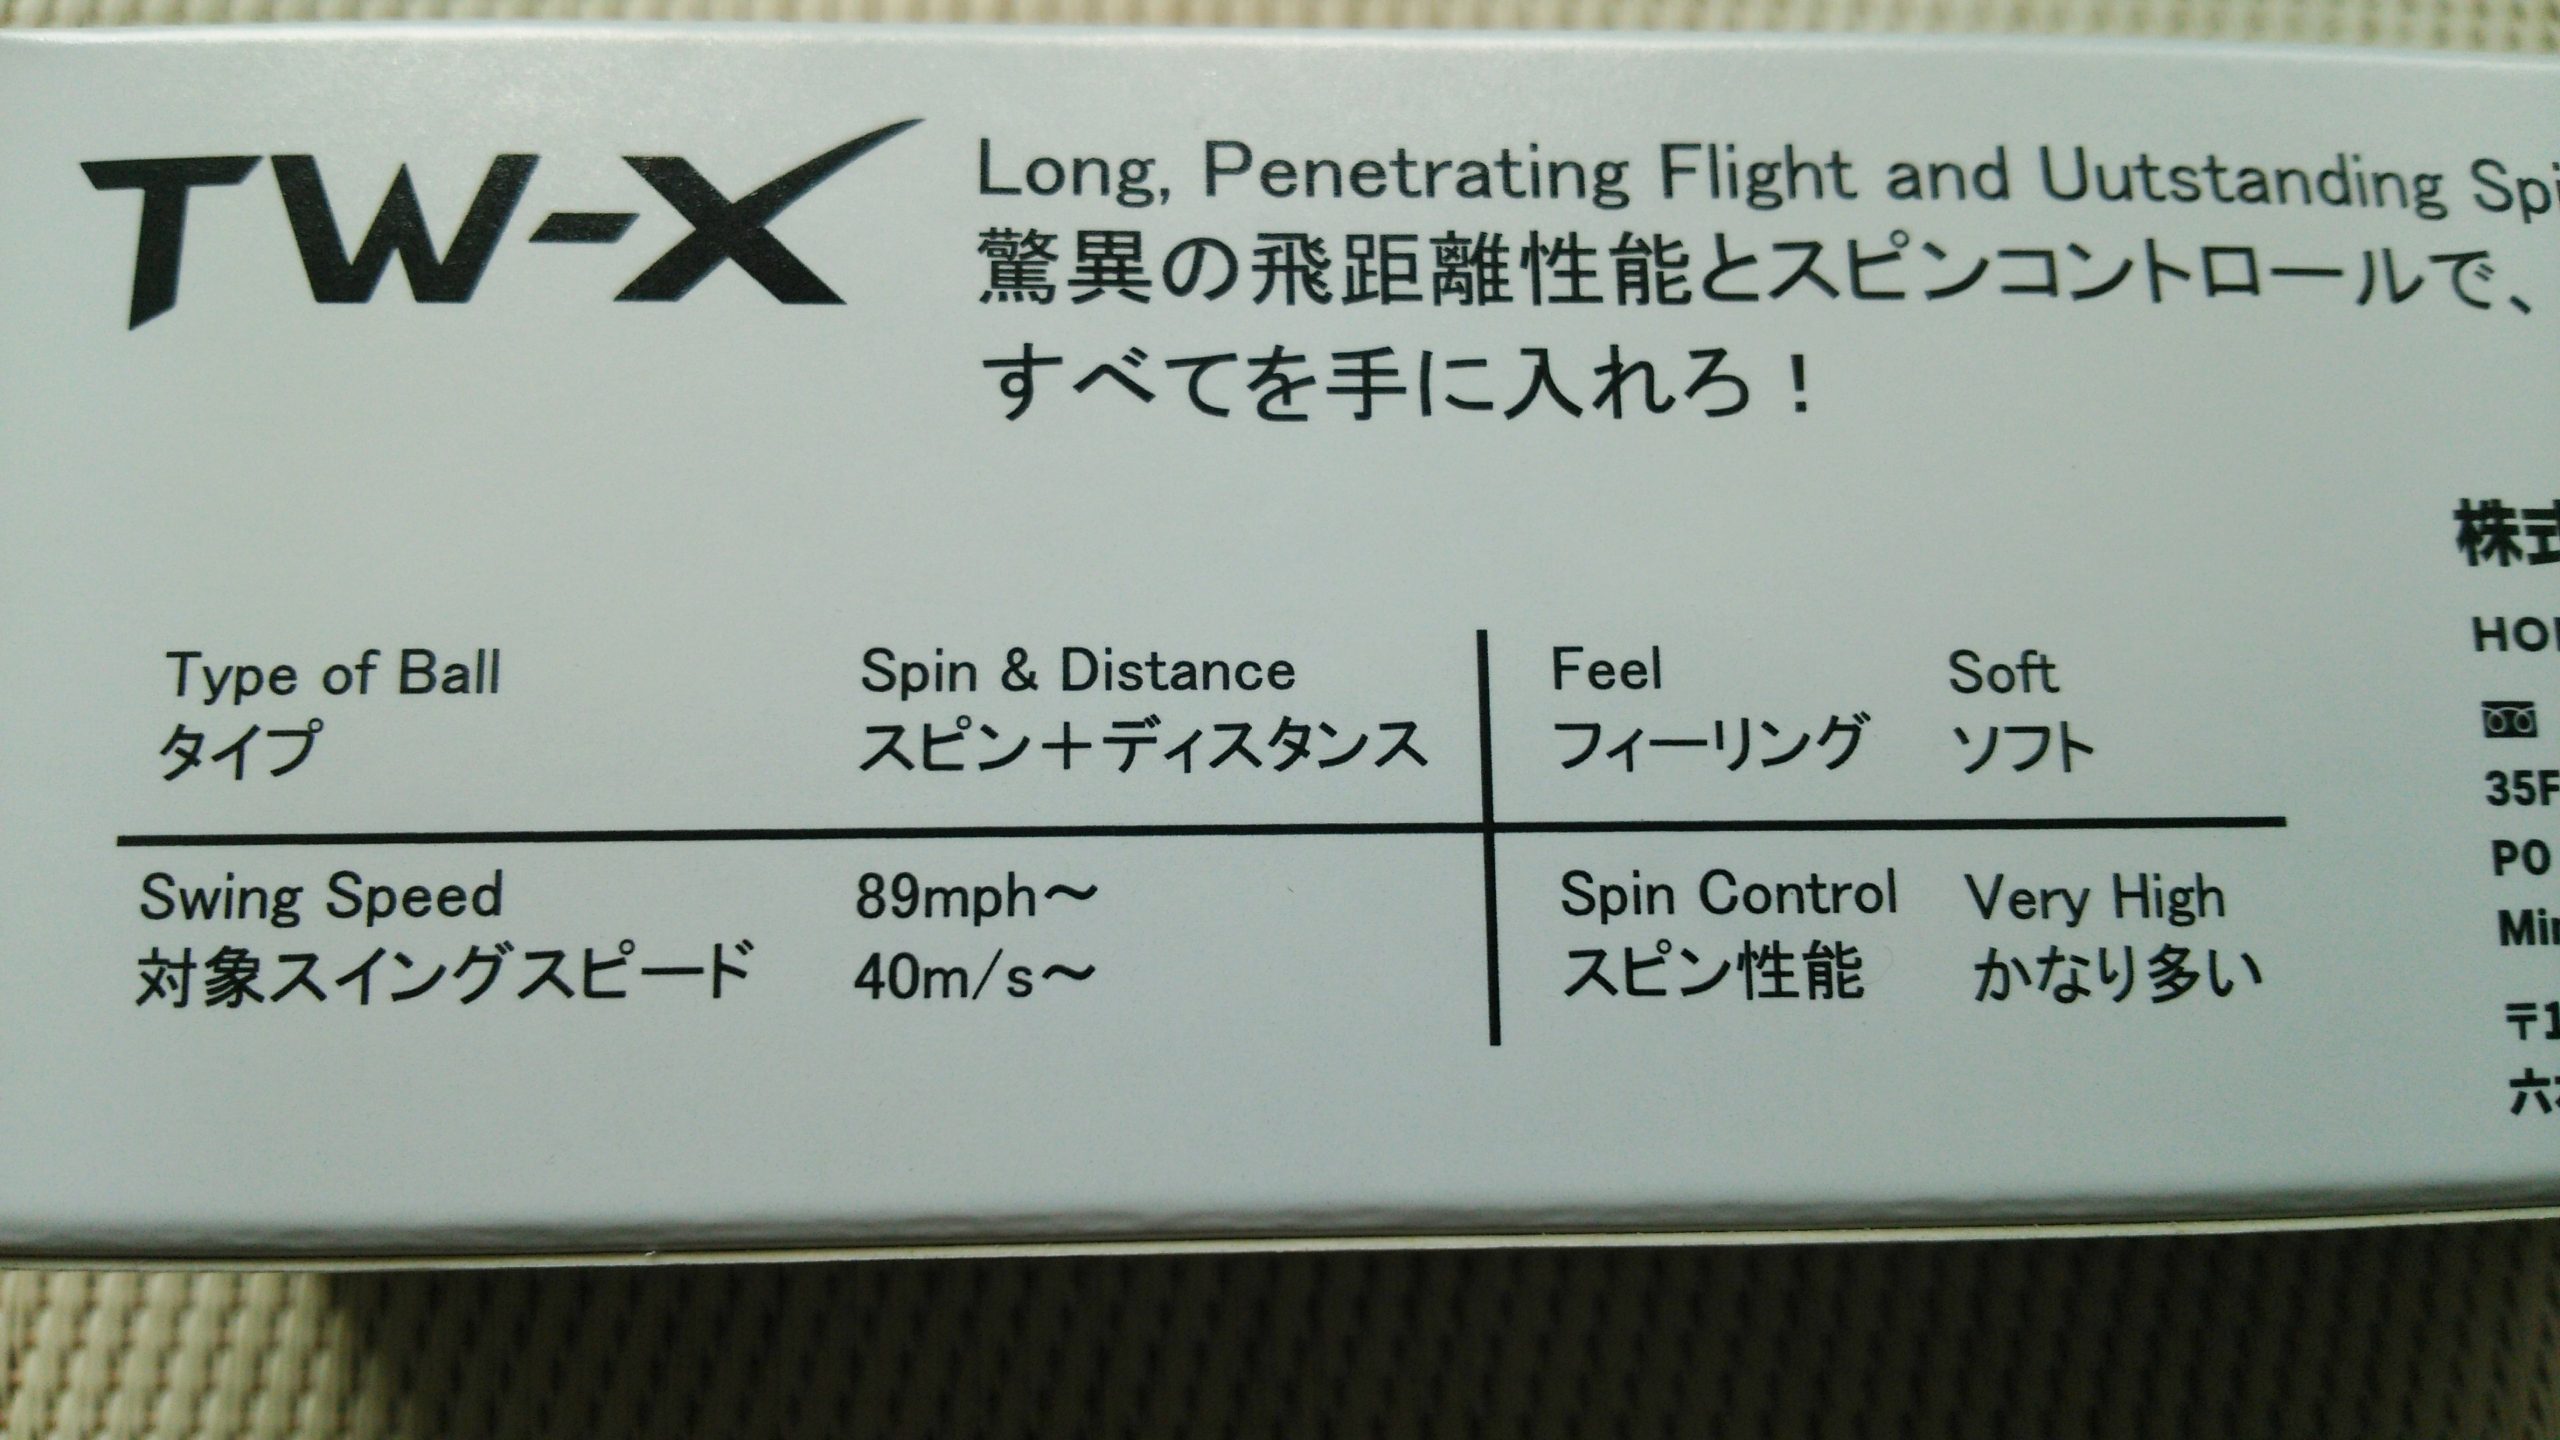 TW-X
Long, Penetrating Flight and Uutstanding
驚異の飛距離性能とスピンコントロールで、
すべてを手に入れろ！
Type of Ball Spin & Distance Feel Soft
タイプ スピン＋ディスタンス フィーリング ソフト
Swing Speed 89mph～ Spin Control Very High
対象スイングスピード 40m/s～ スピン性能 かなり多い
株式
35F
PO
〒1